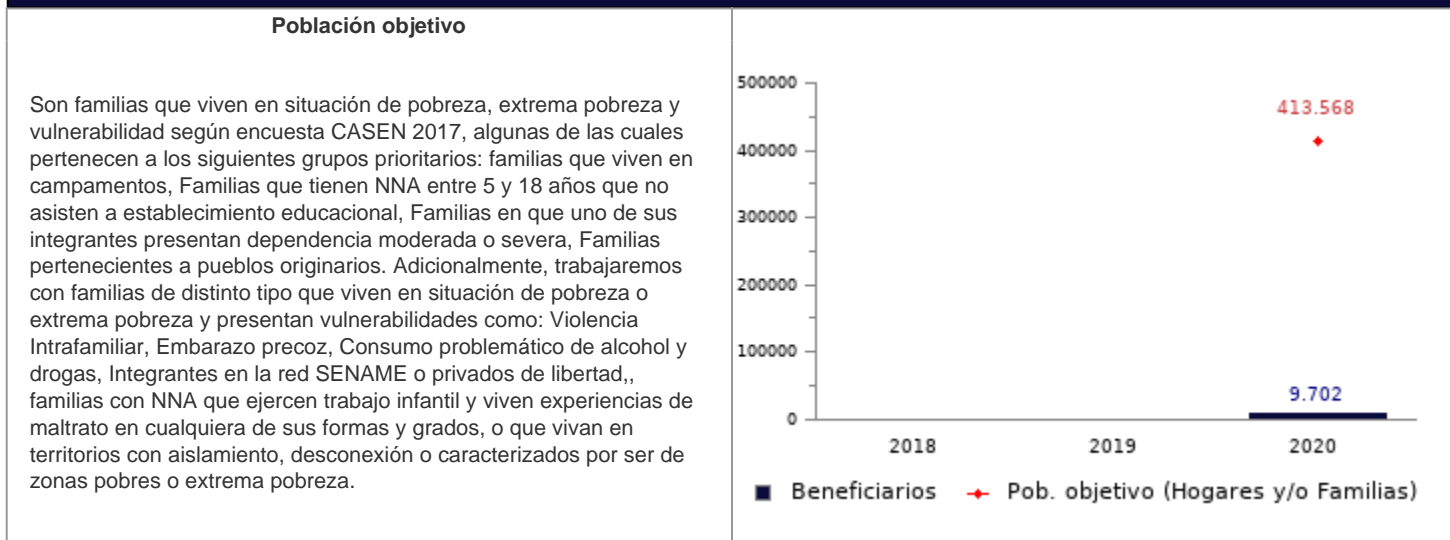 Población objetivo
Son familias que viven en situación de pobreza, extrema pobreza y
vulnerabilidad según encuesta CASEN 2017, algunas de las cuales
pertenecen a los siguientes grupos prioritarios: familias que viven en
campamentos, Familias que tienen NNA entre 5 y 18 años que no
asisten a establecimiento educacional, Familias en que uno de sus
integrantes presentan dependencia moderada o severa, Familias
pertenecientes a pueblos originarios. Adicionalmente, trabajaremos
con familias de distinto tipo que viven en situación de pobreza o
extrema pobreza y presentan vulnerabilidades como: Violencia
Intrafamiliar, Embarazo precoz, Consumo problemático de alcohol y
drogas, Integrantes en la red SENAME o privados de libertad,,
familias con NNA que ejercen trabajo infantil y viven experiencias de
maltrato en cualquiera de sus formas y grados, o que vivan en
territorios con aislamiento, desconexión o caracterizados por ser de
zonas pobres o extrema pobreza.
500000
413.568
400000
300000
200000
100000
9.702
0
2018 2019 2020
Beneficiarios Pob. objetivo (Hogares y/o Familias)